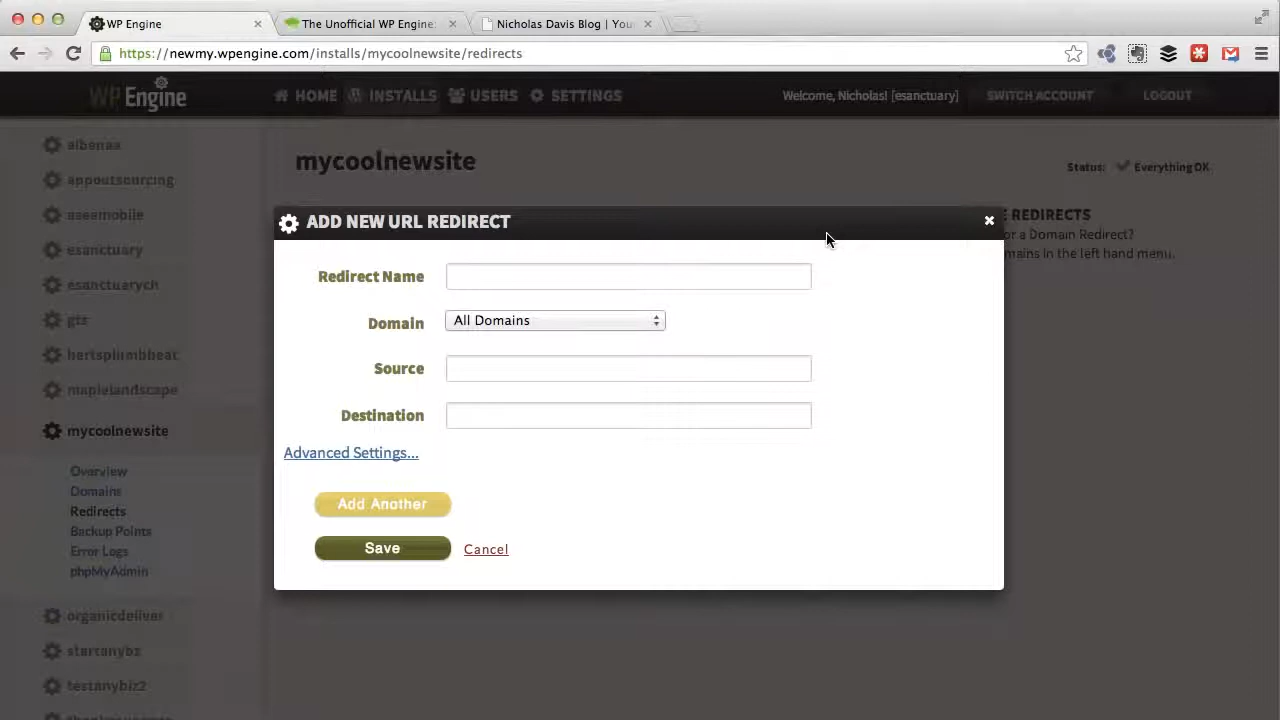 WP Engine
The Unofficial WP Engine
Nicholas Davis Blog | You
https://newmy.wpengine.com/installs/mycoolnewsite/redirects
WP Engine
HOME
INSTALLS
USERS
SETTINGS
Welcome, Nicholas! [esanctuary]
SWITCH ACCOUNT
LOGOUT
albenaa
appoutsourcing
aseemobile
esanctuary
esanctuarych
gts
hertsplumbheat
maplelandscape
mycoolnewsite
Overview
Domains
Redirects
Backup Points
Error Logs
phpMyAdmin
organicdeliver
startanybz
testanybiz2
mycoolnewsite
Status: Everything OK
REDIRECTS
or a Domain Redirect?
mains in the left hand menu.
ADD NEW URL REDIRECT
Redirect Name
Domain
All Domains
Source
Destination
Advanced Settings...
Add Another
Save
Cancel